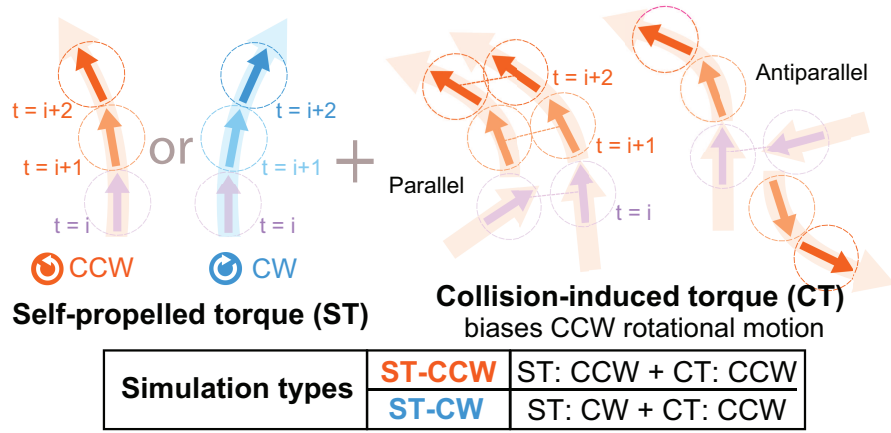 t = i+2
t = i+1
t = i
or
t = i+2
t = i+1
t = i
+
CCW
CW
Self-propelled torque (ST)
t = i+2
t = i+1
t = i
Parallel
Antiparallel
Collision-induced torque (CT)
biases CCW rotational motion
Simulation types
ST-CCW ST: CCW + CT: CCW
ST-CW ST: CW + CT: CCW